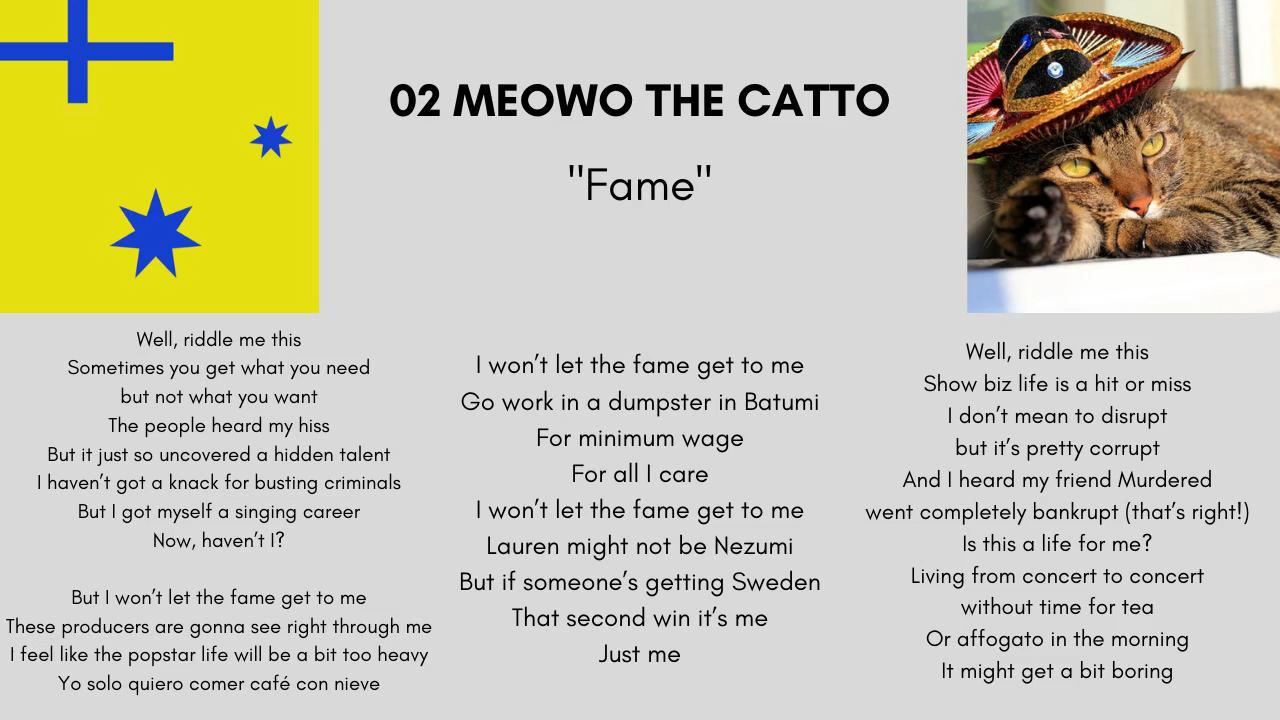 02 MEOWO THE CATTO
"Fame"
Well, riddle me this
Sometimes you get what you need
but not what you want
The people heard my hiss
But it just so uncovered a hidden talent
I haven’t got a knack for busting criminals
But I got myself a singing career
Now, haven’t I?
But I won’t let the fame get to me
These producers are gonna see right through me
I feel like the popstar life will be a bit too heavy
Yo solo quiero comer café con nieve
I won’t let the fame get to me
Go work in a dumpster in Batumi
For minimum wage
For all I care
I won’t let the fame get to me
Lauren might not be Nezumi
But if someone’s getting Sweden
That second win it’s me
Just me
Well, riddle me this
Show biz life is a hit or miss
I don’t mean to disrupt
but it’s pretty corrupt
And I heard my friend Murdered
went completely bankrupt (that’s right!)
Is this a life for me?
Living from concert to concert
without time for tea
Or affogato in the morning
It might get a bit boring